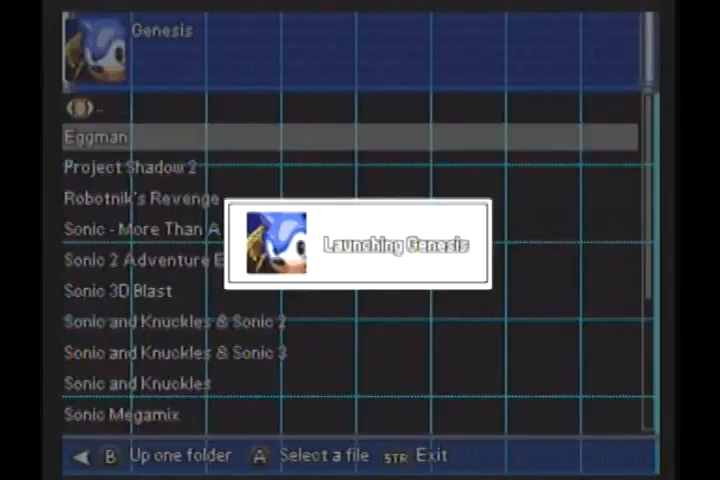 Genesis
..
Eggman
Project Shadow 2
Robotnik's Revenge
Sonic - More Than A
Sonic 2 Adventure E
Launching Genesis
Sonic 3D Blast
Sonic and Knuckles & Sonic 2
Sonic and Knuckles & Sonic 3
Sonic and Knuckles
Sonic Megamix
B Up one folder A Select a file STR Exit